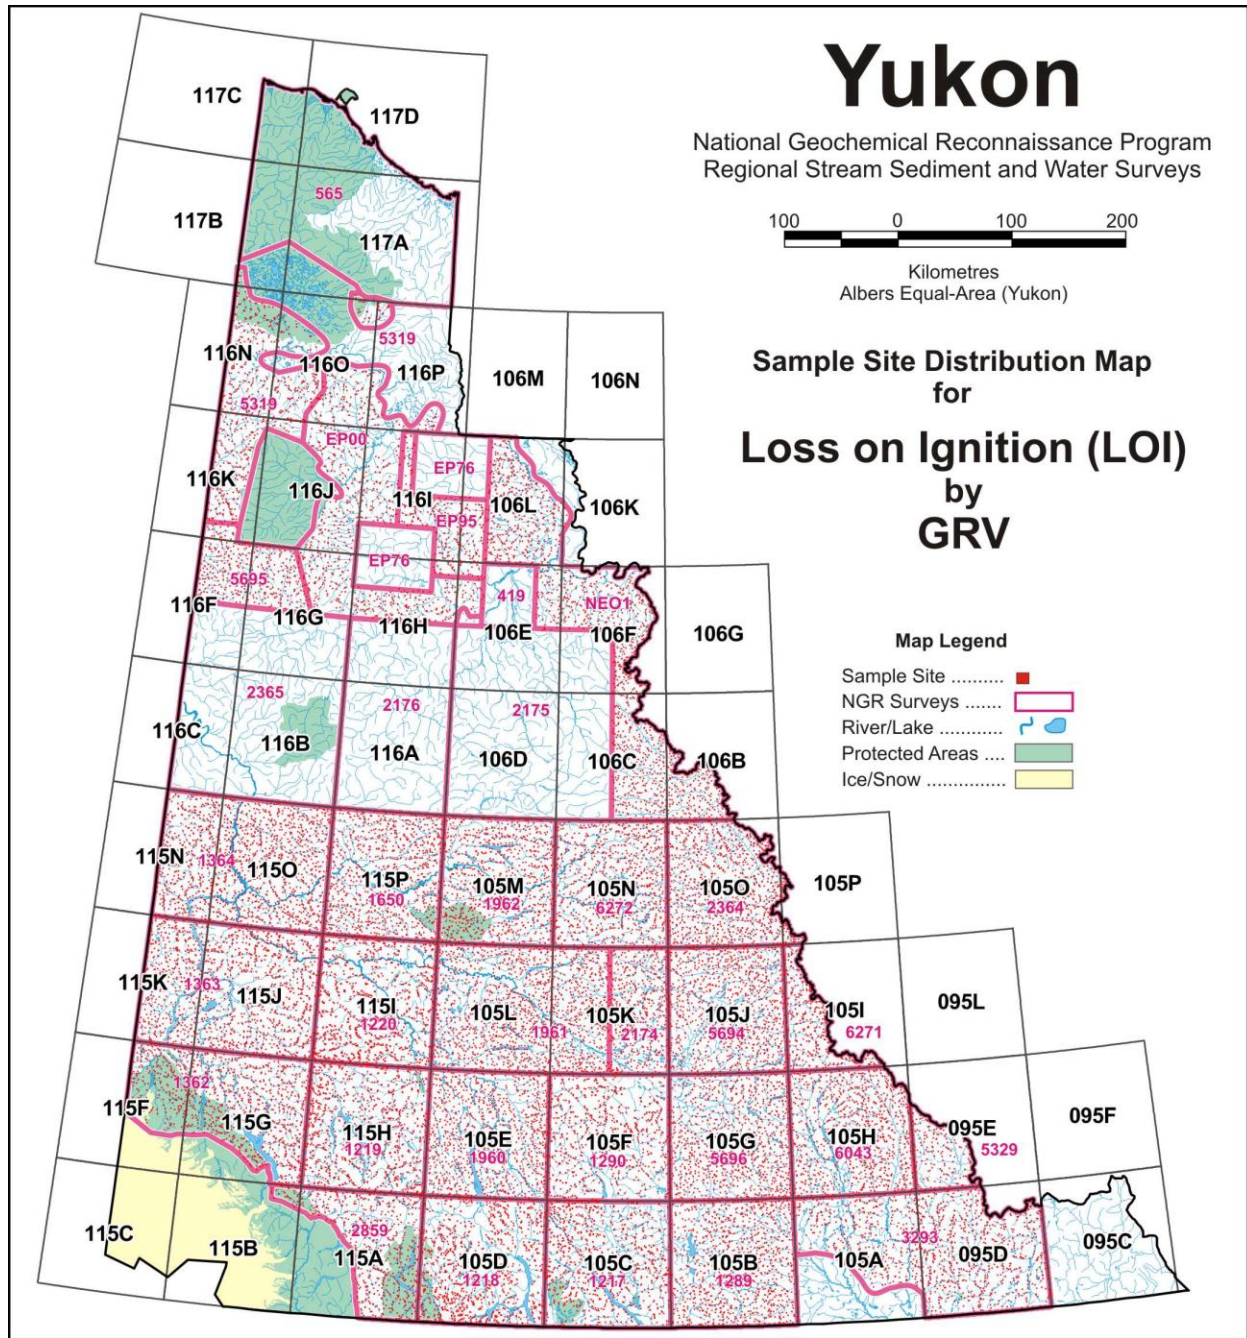 Yukon
National Geochemical Reconnaissance Program
Regional Stream Sediment and Water Surveys
100 0 100 200
Kilometres
Albers Equal-Area (Yukon)
Sample Site Distribution Map
for
Loss on Ignition (LOI)
by
GRV
Map Legend
Sample Site ..........
NGR Surveys .......
River/Lake ............
Protected Areas ....
Ice/Snow ...............
117C
117D
565
117B
117A
5319
116N
116O
116P
106M
106N
5319
EP00
EP76
116K
116J
116I
106L
106K
EP95
EP76
5695
419
NEO1
116F
116G
116H
106E
106F
106G
2365
2176
2175
116C
116B
116A
106D
106C
106B
115N
1364
115O
115P
1650
105M
1962
105N
6272
105O
2364
105P
115K
1363
115J
115I
1220
105L
1961
105K
2174
105J
5694
105I
6271
095L
1362
115F
115G
115H
1219
105E
1960
105F
1290
105G
5696
105H
6043
095E
5329
095F
115C
115B
2859
115A
105D
1218
105C
1217
105B
1289
105A
3293
095D
095C